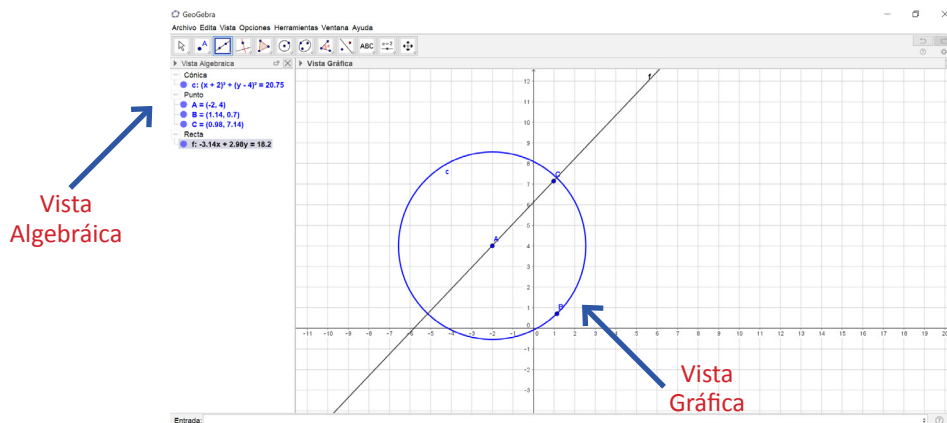 GeoGebra
Archivo Edita Vista Opciones Herramientas Ventana Ayuda
A
ABC
a=2
Vista Algebraica
Vista Gráfica
Cónica
c: (x + 2)² + (y - 4)² = 20.75
Punto
A = (-2, 4)
B = (1.14, 0.7)
C = (0.98, 7.14)
Recta
f: -3.14x + 2.98y = 18.2
Vista
Algebráica
f
12
11
10
9
8
7
6
5
4
3
2
1
0
-1
-2
-3
c
C
A
B
-11 -10 -9 -8 -7 -6 -5 -4 -3 -2 -1 0 1 2 3 4 5 6 7 8 9 10 11 12 13 14 15 16 17 18 19 20
Vista
Gráfica
Entrada: